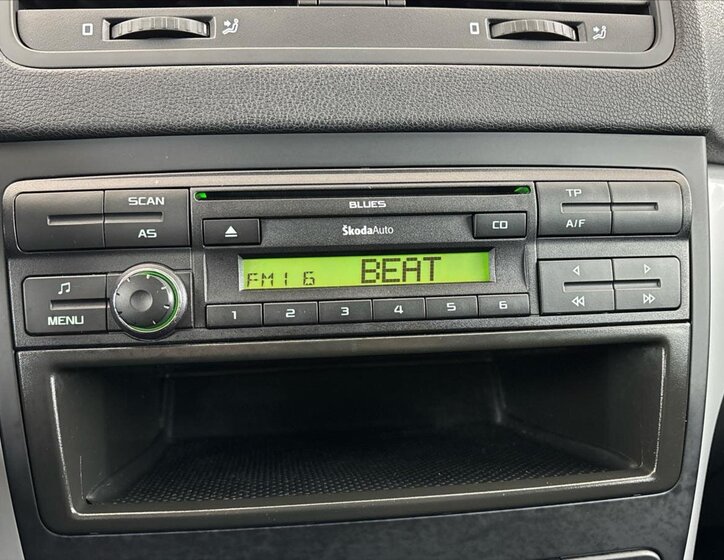 BLUES
SCAN
AS
ŠkodaAuto
CD
TP
A/F
FM1 6 BEAT
MENU
1 2 3 4 5 6